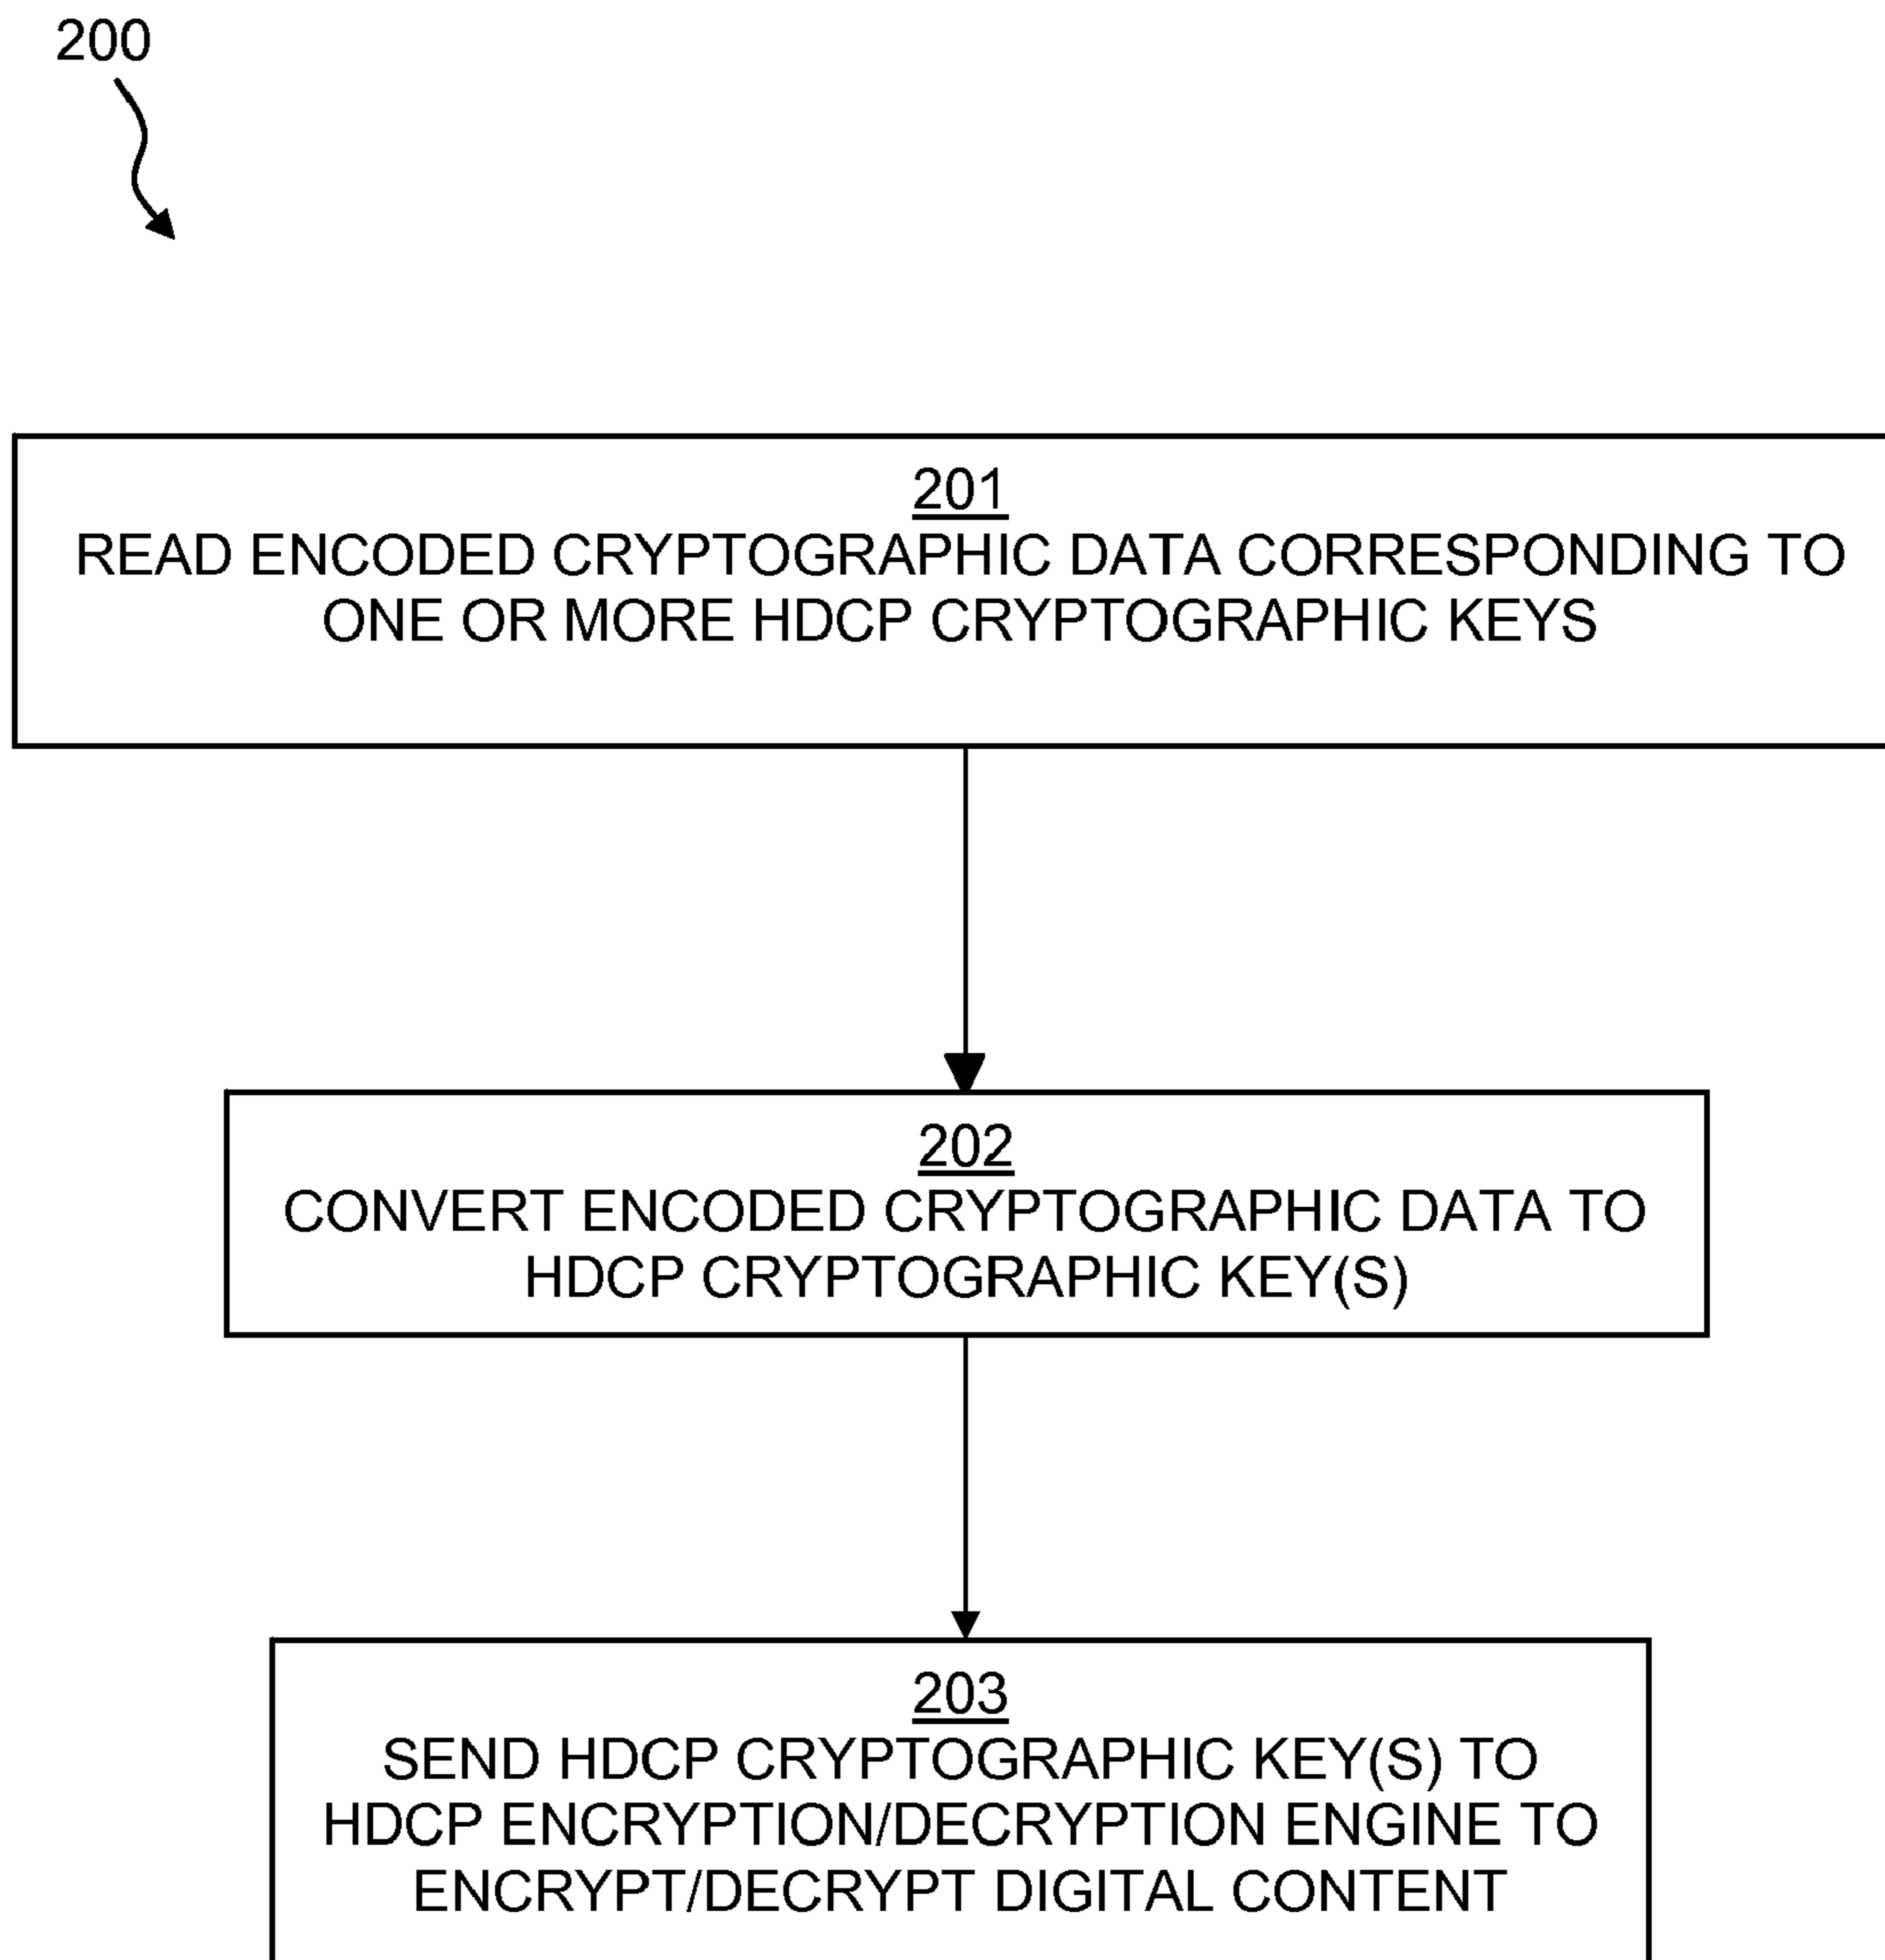 200
201
READ ENCODED CRYPTOGRAPHIC DATA CORRESPONDING TO
ONE OR MORE HDCP CRYPTOGRAPHIC KEYS
202
CONVERT ENCODED CRYPTOGRAPHIC DATA TO
HDCP CRYPTOGRAPHIC KEY(S)
203
SEND HDCP CRYPTOGRAPHIC KEY(S) TO
HDCP ENCRYPTION/DECRYPTION ENGINE TO
ENCRYPT/DECRYPT DIGITAL CONTENT